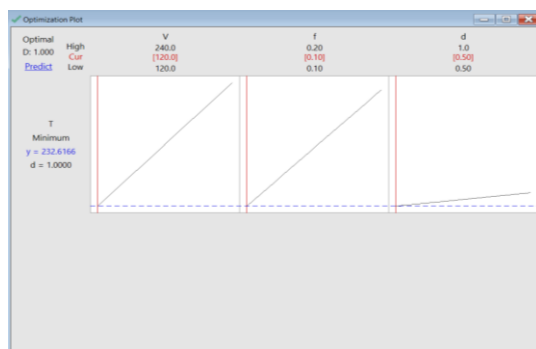 Optimization Plot
Optimal
D: 1.000
Predict
High
Cur
Low
V
240.0
[120.0]
120.0
f
0.20
[0.10]
0.10
d
1.0
[0.50]
0.50
T
Minimum
y = 232.6166
d = 1.0000